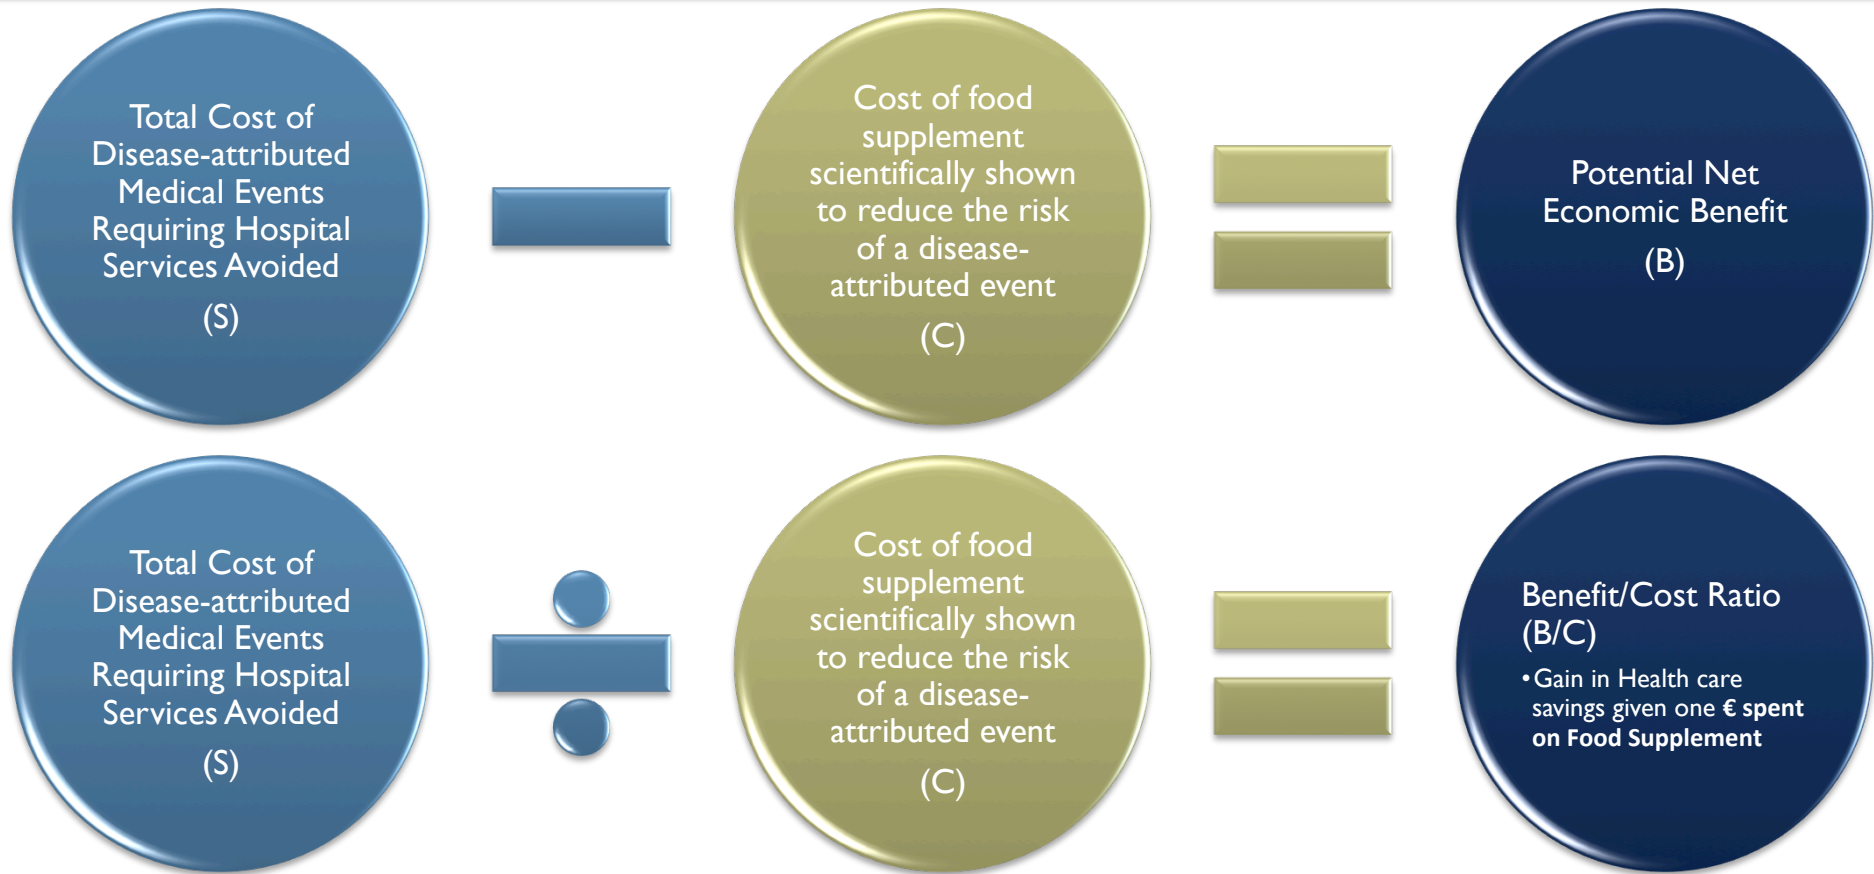 Total Cost of
Disease-attributed
Medical Events
Requiring Hospital
Services Avoided
(S)
Cost of food
supplement
scientifically shown
to reduce the risk
of a disease-
attributed event
(C)
Potential Net
Economic Benefit
(B)
Total Cost of
Disease-attributed
Medical Events
Requiring Hospital
Services Avoided
(S)
Cost of food
supplement
scientifically shown
to reduce the risk
of a disease-
attributed event
(C)
Benefit/Cost Ratio
(B/C)
•Gain in Health care
savings given one € spent
on Food Supplement